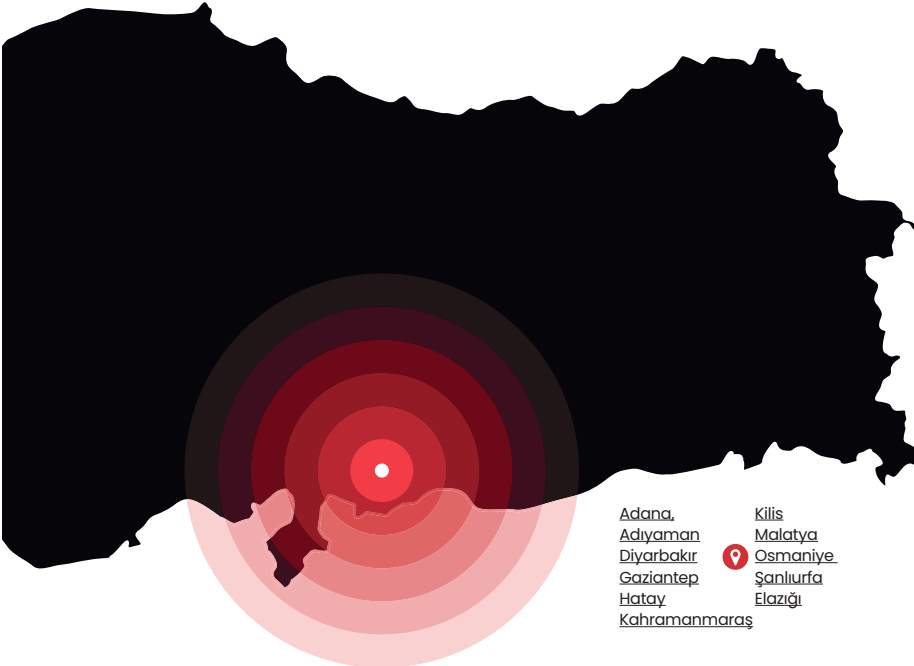 Adana,
Adıyaman
Diyarbakır
Gaziantep
Hatay
Kahramanmaraş
Kilis
Malatya
Osmaniye
Şanlıurfa
Elazığı